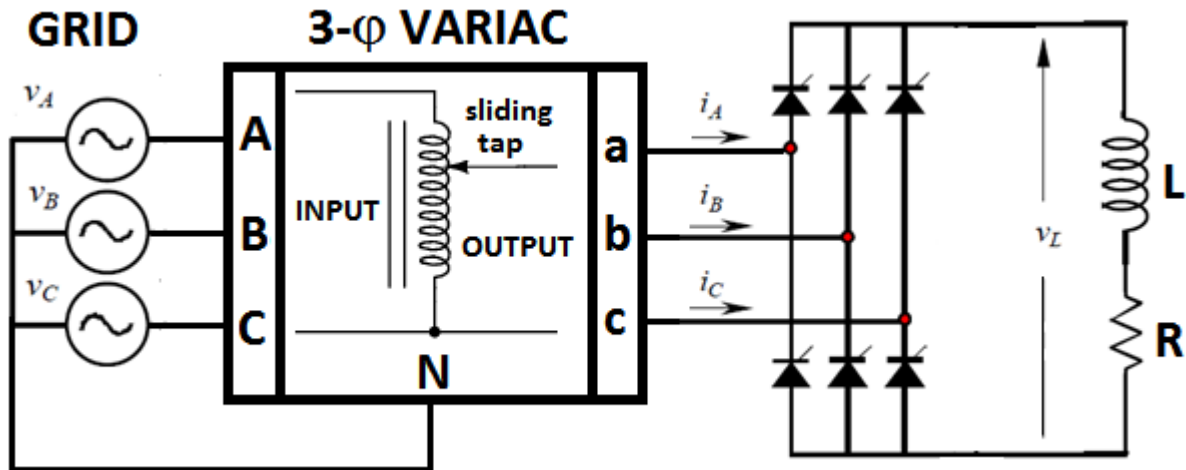 GRID
3-φ VARIAC
v_A
v_B
v_C
A
B
C
INPUT
sliding
tap
OUTPUT
N
a
b
c
i_A
i_B
i_C
v_L
L
R